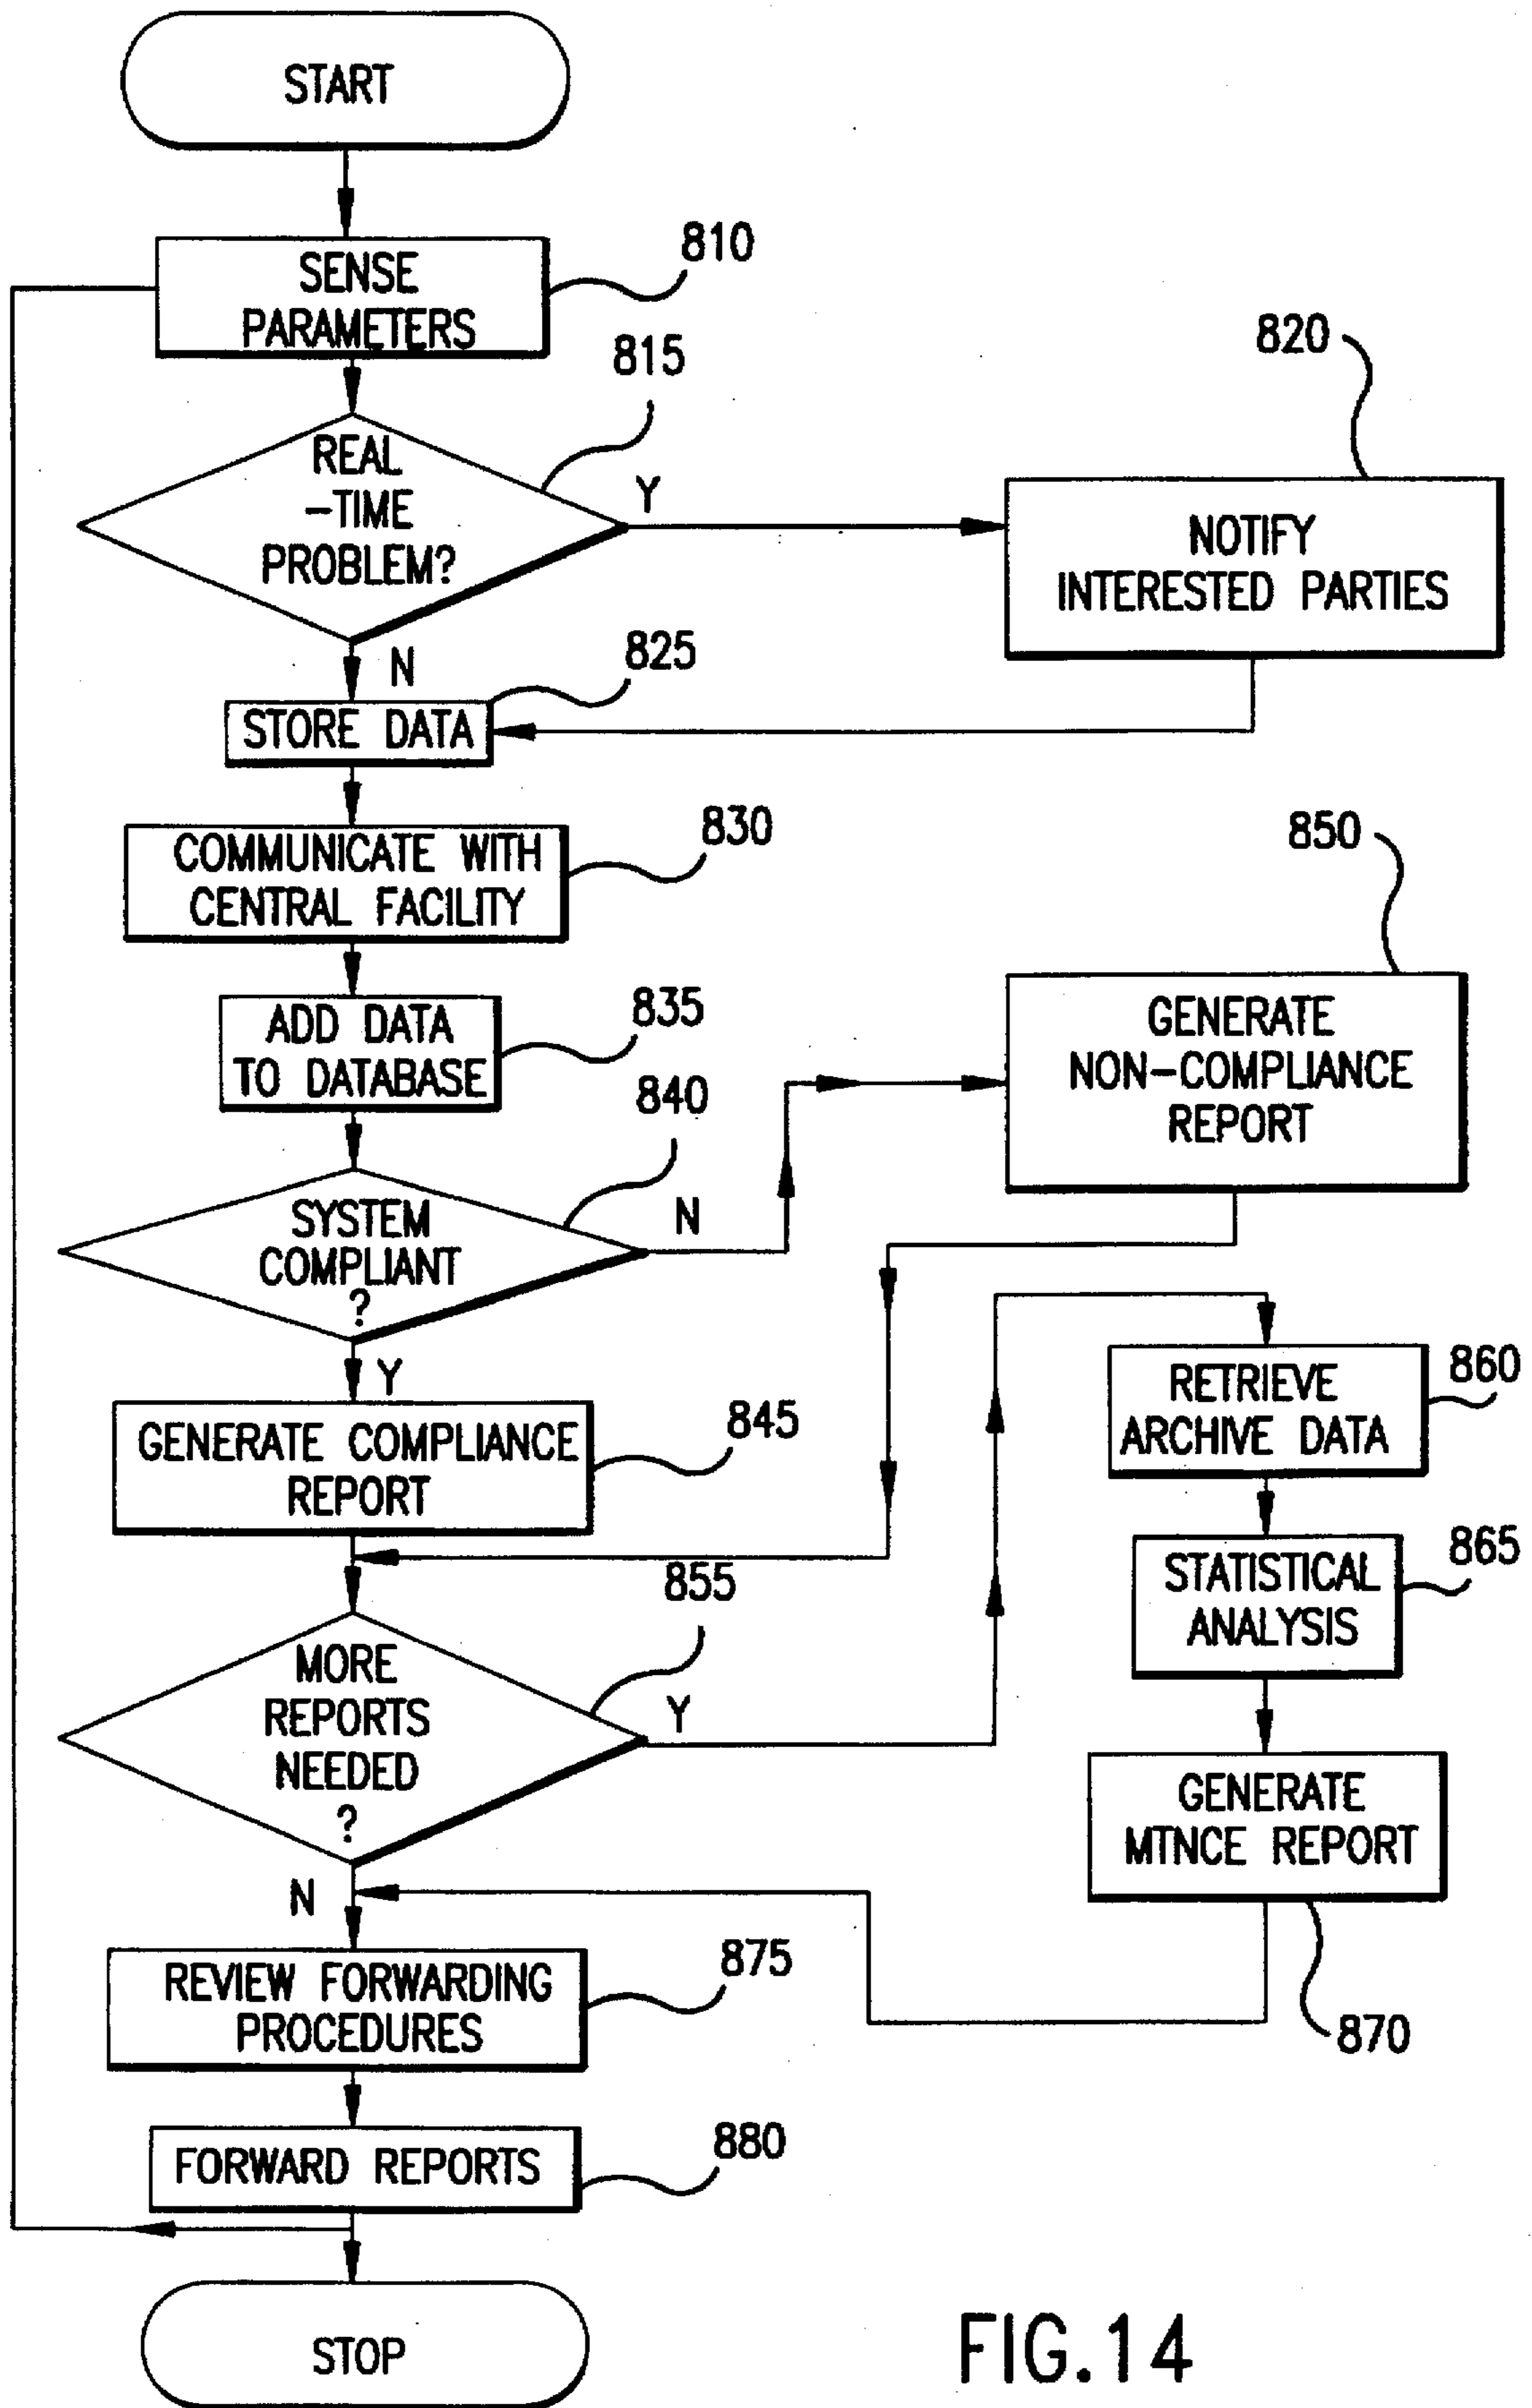 START
SENSE
PARAMETERS
810
REAL
-TIME
PROBLEM?
815
Y
N
820
NOTIFY
INTERESTED PARTIES
STORE DATA
825
COMMUNICATE WITH
CENTRAL FACILITY
830
ADD DATA
TO DATABASE
835
SYSTEM
COMPLIANT
?
840
N
Y
850
GENERATE
NON-COMPLIANCE
REPORT
GENERATE COMPLIANCE
REPORT
845
MORE
REPORTS
NEEDED
?
855
Y
N
RETRIEVE
ARCHIVE DATA
860
STATISTICAL
ANALYSIS
865
GENERATE
MTNCE REPORT
870
REVIEW FORWARDING
PROCEDURES
875
FORWARD REPORTS
880
STOP
FIG.14